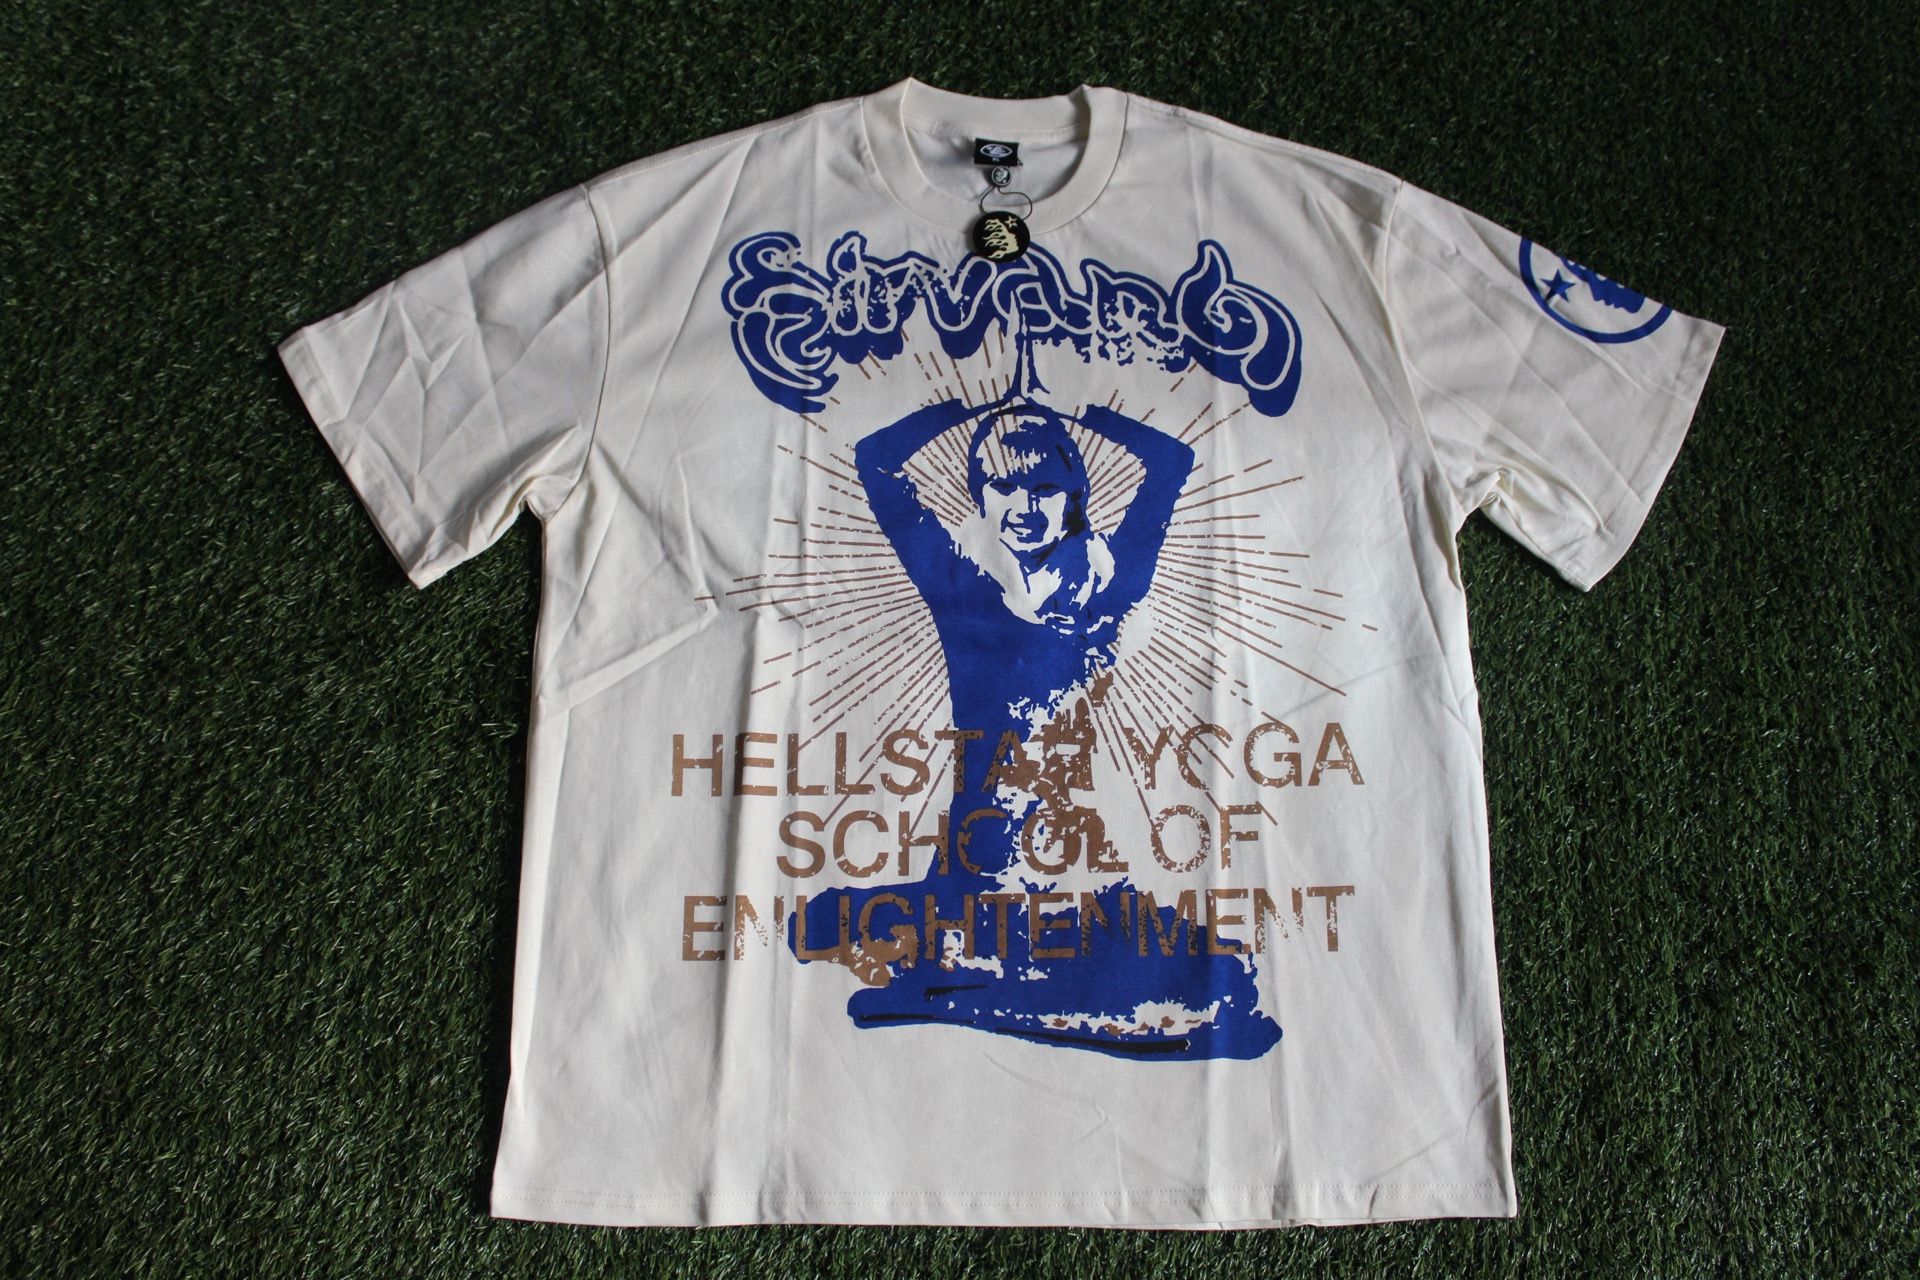 HELLSTAR YOGA
SCHOOL OF
ENLIGHTENMENT